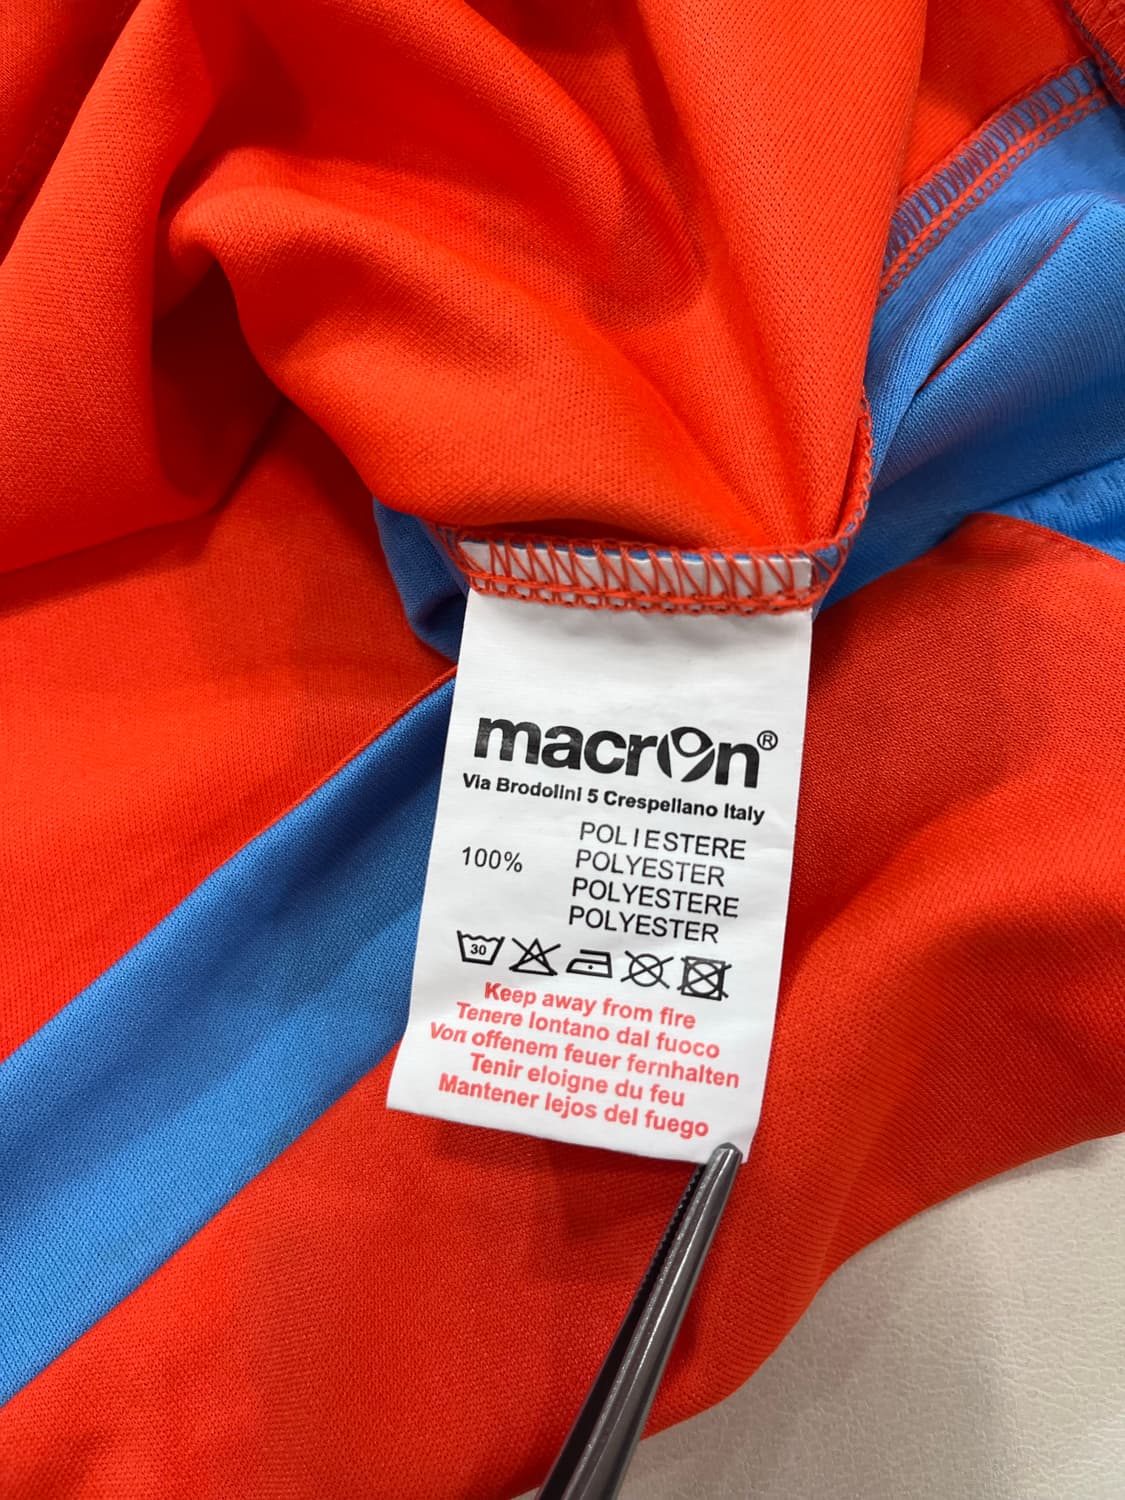 macron®
Via Brodolini 5 Crespellano Italy
POLIESTERE
100% POLYESTER
POLYESTERE
POLYESTER
30
Keep away from fire
Tenere lontano dal fuoco
Von offenem feuer fernhalten
Tenir eloigne du feu
Mantener lejos del fuego